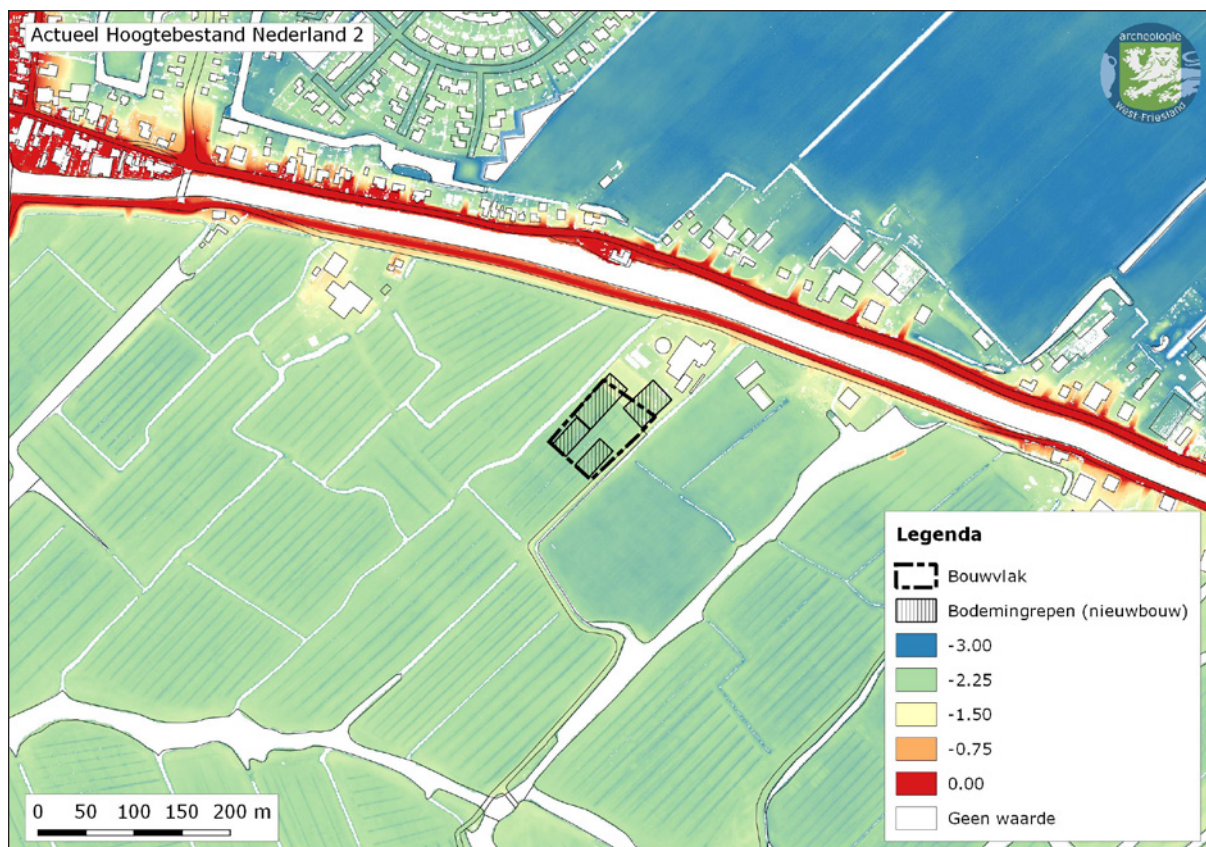 Actueel Hoogtebestand Nederland 2
archeologie
West-Friesland
Legenda
Bouwvlak
Bodemingrepen (nieuwbouw)
-3.00
-2.25
-1.50
-0.75
0.00
Geen waarde
0 50 100 150 200 m